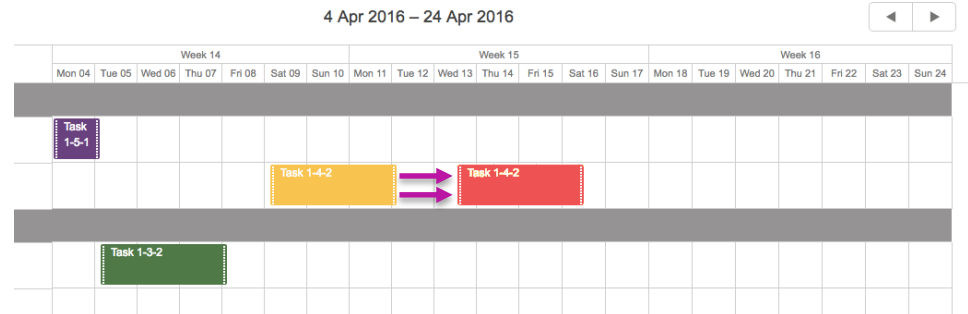 4 Apr 2016 – 24 Apr 2016
◀ ▶
Week 14 Week 15 Week 16
Mon 04 Tue 05 Wed 06 Thu 07 Fri 08 Sat 09 Sun 10 Mon 11 Tue 12 Wed 13 Thu 14 Fri 15 Sat 16 Sun 17 Mon 18 Tue 19 Wed 20 Thu 21 Fri 22 Sat 23 Sun 24
Task
1-5-1
Task 1-4-2 Task 1-4-2
Task 1-3-2